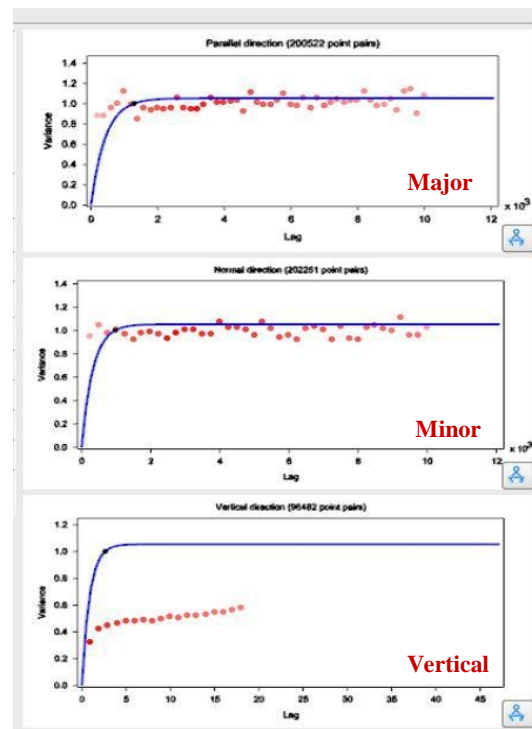 Parallel direction (200522 point pairs)
1.4
1.2
1.0
0.8
0.6
0.4
0.2
0.0
Variance
Major
0 2 4 6 8 10 12
x 10^3
Lag
Normal direction (202251 point pairs)
1.4
1.2
1.0
0.8
0.6
0.4
0.2
0.0
Variance
Minor
0 2 4 6 8 10 12
x 10^3
Lag
Vertical direction (96482 point pairs)
1.2
1.0
0.8
0.6
0.4
0.2
0.0
Variance
Vertical
0 5 10 15 20 25 30 35 40 45
Lag